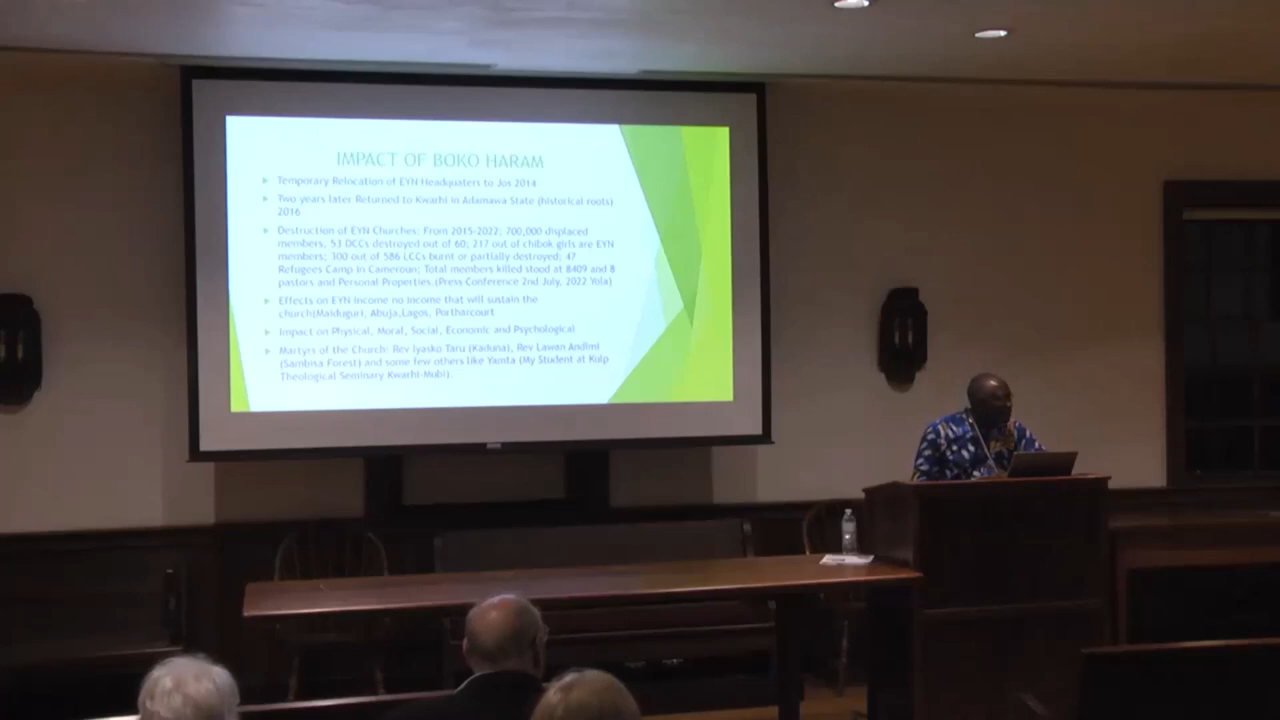 IMPACT OF BOKO HARAM
Temporary Relocation of EYN Headquaters to Jos 2014
Two years later Returned to Kwarhi in Adamawa State (historical roots)
2016
Destruction of EYN Churches: From 2015-2022; 700,000 displaced
members, 53 DCCs destroyed out of 60; 217 out of chibok girls are EYN
members; 300 out of 586 LCCs burnt or partially destroyed; 47
Refugees Camp in Cameroun; Total members killed stood at 8409 and 8
pastors and Personal Properties.(Press Conference 2nd July, 2022 Yola)
Effects on EYN income no income that will sustain the
church(Maiduguri, Abuja,Lagos, Portharcourt
Impact on Physical, Moral, Social, Economic and Psychological
Martyrs of the Church: Rev Iyasko Taru (Kaduna), Rev Lawan Andimi
(Sambisa Forest) and some few others like Yamta (My Student at Kulp
Theological Seminary Kwarhi-Mubi).